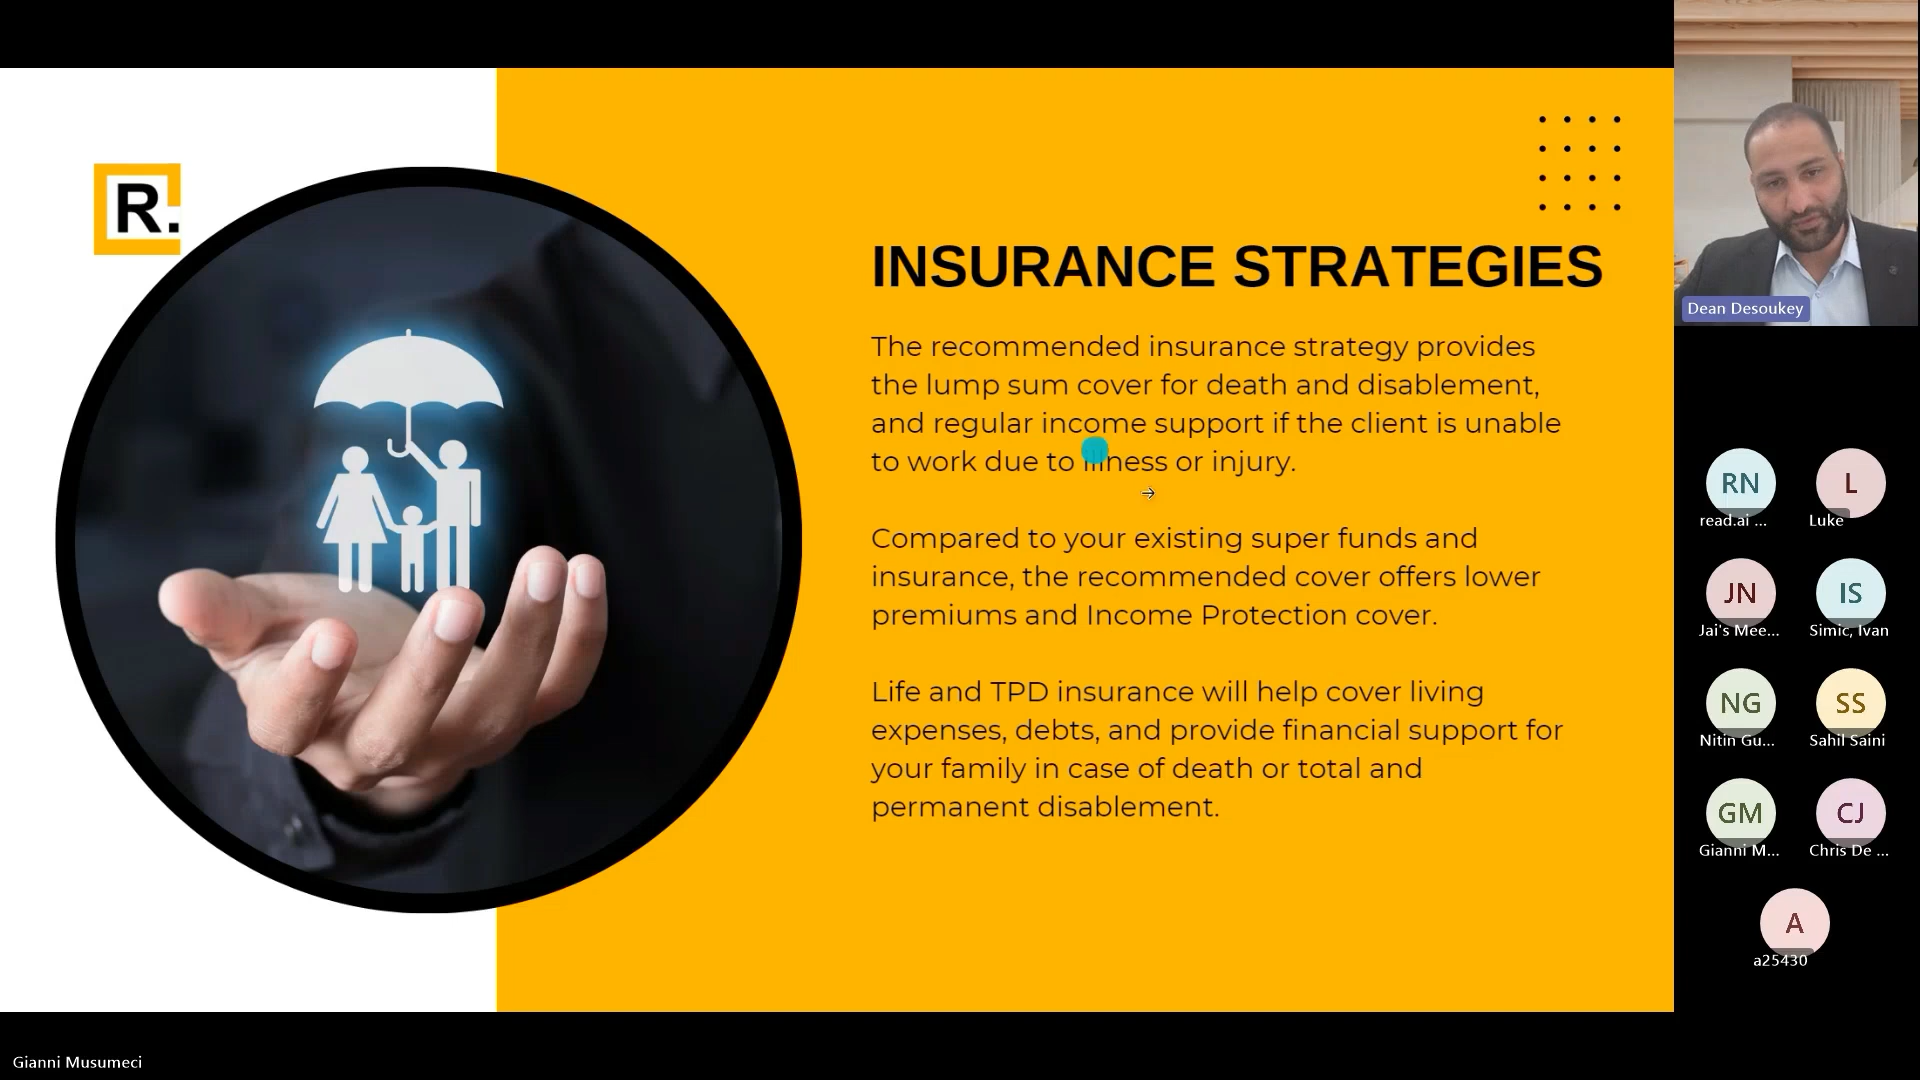 R.
INSURANCE STRATEGIES
The recommended insurance strategy provides
the lump sum cover for death and disablement,
and regular income support if the client is unable
to work due to illness or injury.
Compared to your existing super funds and
insurance, the recommended cover offers lower
premiums and Income Protection cover.
Life and TPD insurance will help cover living
expenses, debts, and provide financial support for
your family in case of death or total and
permanent disablement.
Dean Desoukey
RN
read.ai ...
L
Luke
JN
Jai's Mee...
IS
Simic, Ivan
NG
Nitin Gu...
SS
Sahil Saini
GM
Gianni M...
CJ
Chris De ...
A
a25430
Gianni Musumeci